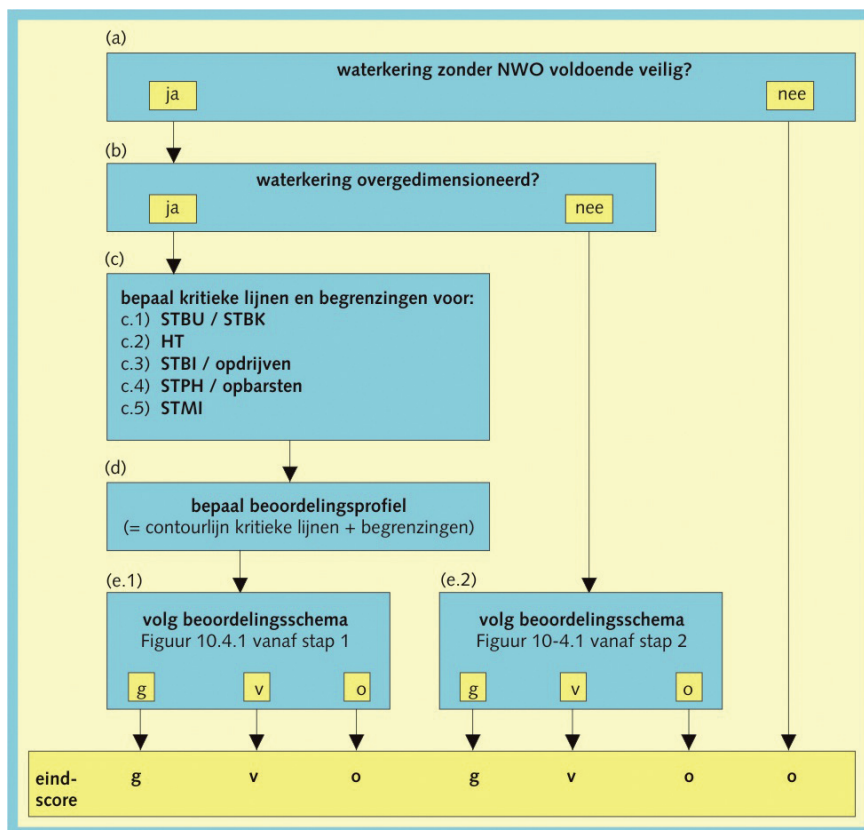 (a)
waterkering zonder NWO voldoende veilig?
ja
nee
(b)
waterkering overgedimensioneerd?
ja
nee
(c)
bepaal kritieke lijnen en begrenzingen voor:
c.1) STBU / STBK
c.2) HT
c.3) STBI / opdrijven
c.4) STPH / opbarsten
c.5) STMI
(d)
bepaal beoordelingsprofiel
(= contourlijn kritieke lijnen + begrenzingen)
(e.1)
volg beoordelingsschema
Figuur 10.4.1 vanaf stap 1
g v o
(e.2)
volg beoordelingsschema
Figuur 10-4.1 vanaf stap 2
g v o
eind-
score
g v o g v o o